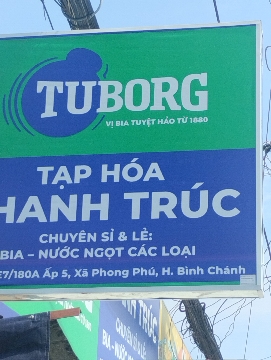 TUBORG
VỊ BIA TUYỆT HẢO TỪ 1880
TẠP HÓA
HANH TRÚC
CHUYÊN SỈ & LẺ:
BIA – NƯỚC NGỌT CÁC LOẠI
E7/180A Ấp 5, Xã Phong Phú, H. Bình Chánh